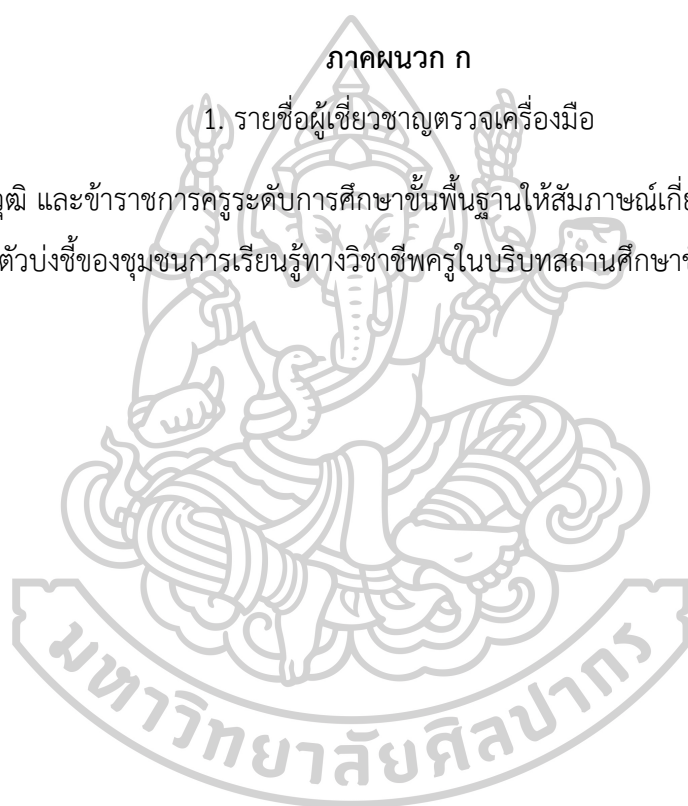 ภาคผนวก ก
1. รายชื่อผู้เชี่ยวชาญตรวจเครื่องมือ
และข้าราชการครูระดับการศึกษาขั้นพื้นฐานให้สัมภาษณ์
ตัวบ่งชี้ของชุมชนการเรียนรู้ทางวิชาชีพครูในบริบทสถานศึกษา
มหาวิทยาลัยศิลปากร